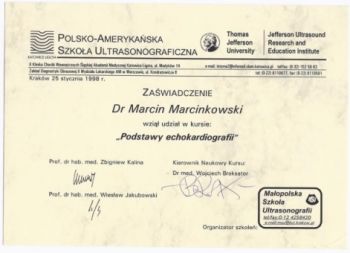 POLSKO-AMERYKAŃSKA
SZKOŁA ULTRASONOGRAFICZNA
Thomas
Jefferson
University
Jefferson Ultrasound
Research and
Education Institute
Kraków 25 stycznia 1998 r.
ZAŚWIADCZENIE
Dr Marcin Marcinkowski
wziął udział w kursie:
„Podstawy echokardiografii”
Prof. dr hab. med. Zbigniew Kalina
Kierownik Naukowy Kursu:
Dr med. Wojciech Braksator
Prof. dr hab. med. Wiesław Jakubowski
Małopolska
Szkoła
Ultrasonografii
Organizator szkoleń: